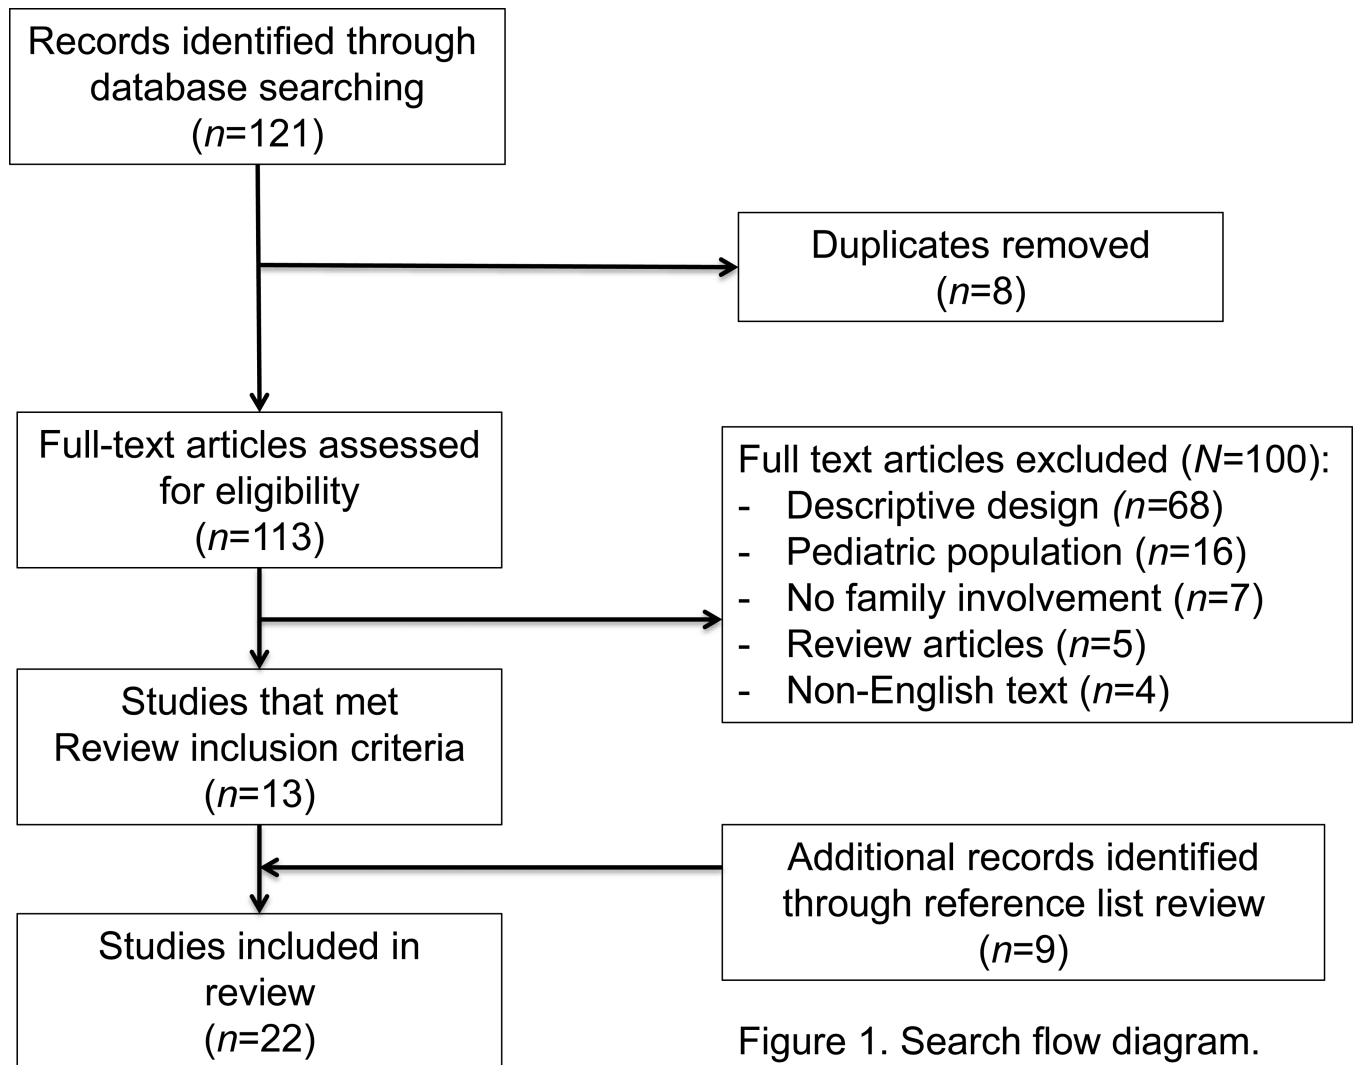 Records identified through
database searching
(n=121)
Duplicates removed
(n=8)
Full-text articles assessed
for eligibility
(n=113)
Full text articles excluded (N=100):
- Descriptive design (n=68)
- Pediatric population (n=16)
- No family involvement (n=7)
- Review articles (n=5)
- Non-English text (n=4)
Studies that met
Review inclusion criteria
(n=13)
Additional records identified
through reference list review
(n=9)
Studies included in
review
(n=22)
Figure 1. Search flow diagram.